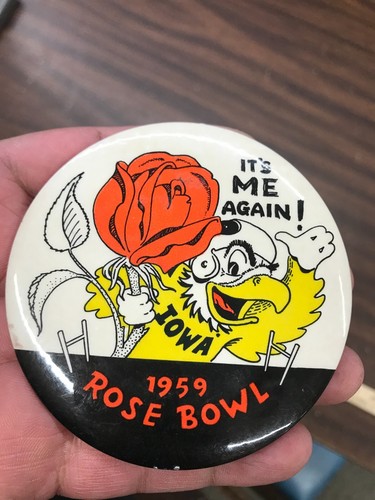 IT'S
ME
AGAIN!
IOWA
1959
ROSE BOWL